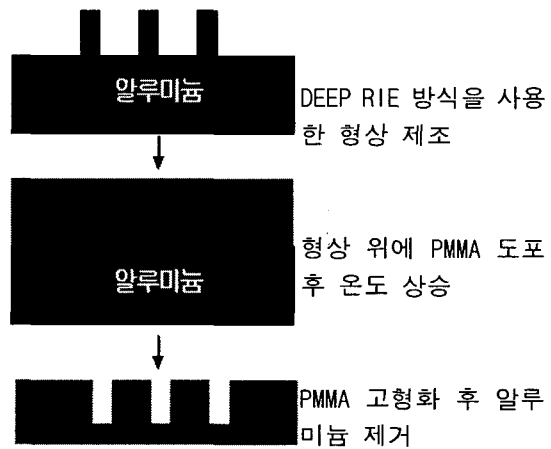 알루미늄
DEEP RIE 방식을 사용
한 형상 제조
알루미늄
형상 위에 PMMA 도포
후 온도 상승
PMMA 고형화 후 알루
미늄 제거